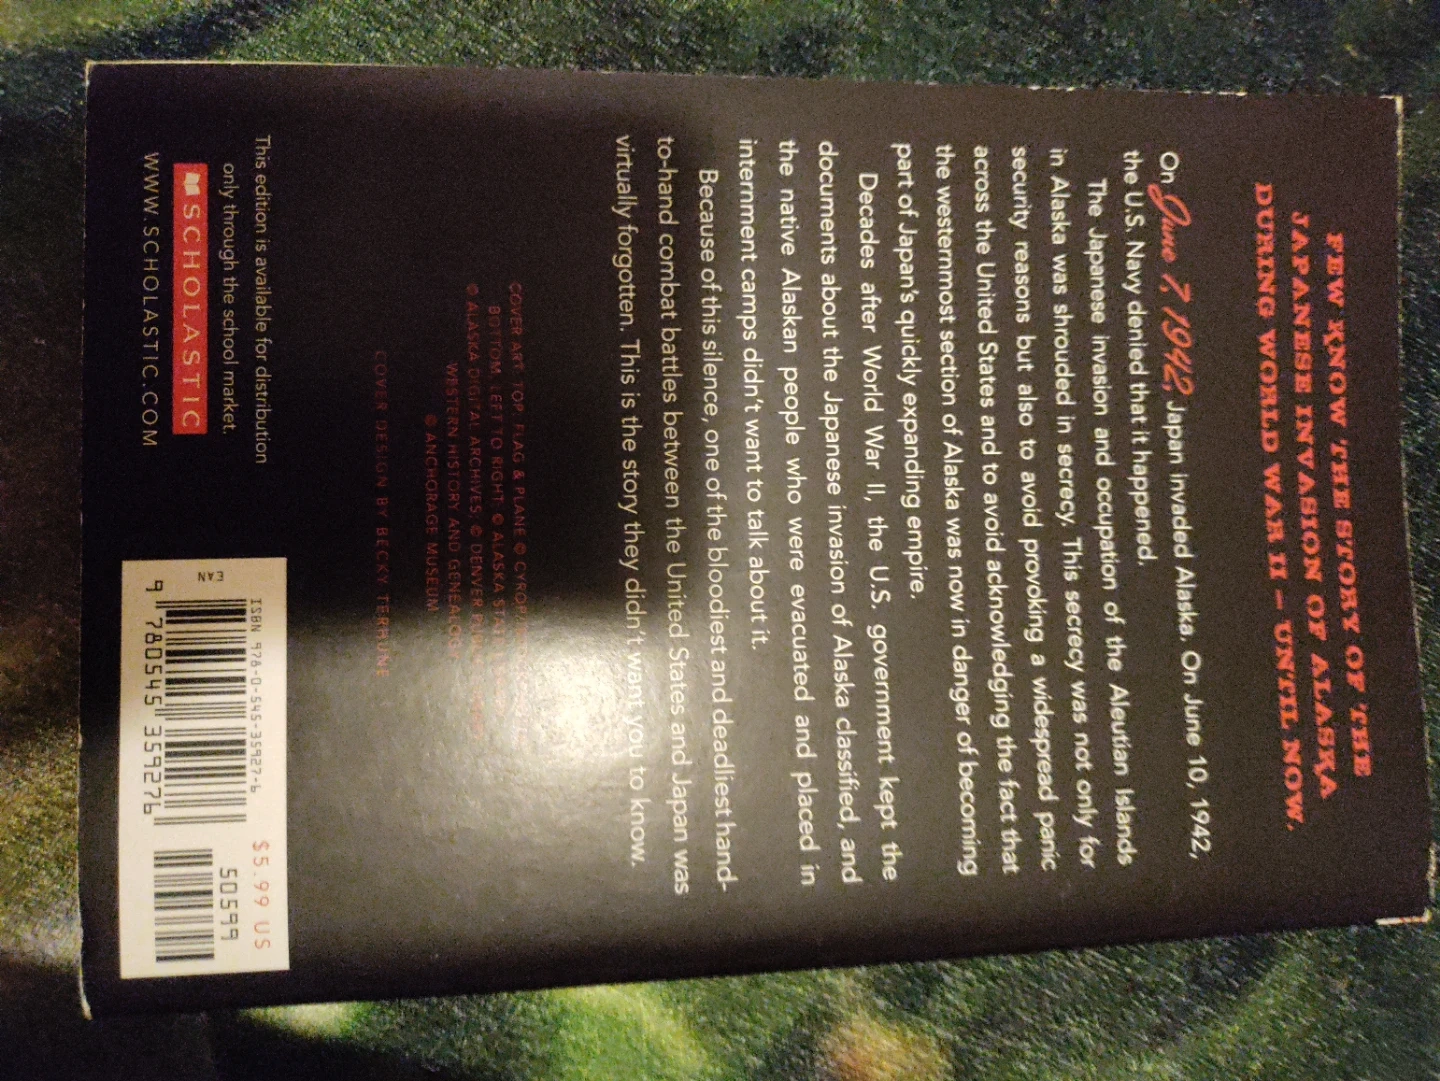 FEW KNOW THE STORY OF THE
JAPANESE INVASION OF ALASKA
DURING WORLD WAR II – UNTIL NOW.
On June 7, 1942, Japan invaded Alaska. On June 10, 1942,
the U.S. Navy denied that it happened.
The Japanese invasion and occupation of the Aleutian Islands
in Alaska was shrouded in secrecy. This secrecy was not only for
security reasons but also to avoid provoking a widespread panic
across the United States and to avoid acknowledging the fact that
the westernmost section of Alaska was now in danger of becoming
part of Japan's quickly expanding empire.
Decades after World War II, the U.S. government kept the
documents about the Japanese invasion of Alaska classified, and
the native Alaskan people who were evacuated and placed in
internment camps didn't want to talk about it.
Because of this silence, one of the bloodiest and deadliest hand-
to-hand combat battles between the United States and Japan was
virtually forgotten. This is the story they didn't want you to know.
COVER ART: TOP, FLAG & PLANE ©
BOTTOM, LEFT TO RIGHT: © ALASKA STATE
© ALASKA DIGITAL ARCHIVES; © DENVER
WESTERN HISTORY AND GENEALOGY
© ANCHORAGE MUSEUM
COVER DESIGN BY BECKY TERHUNE
This edition is available for distribution
only through the school market.
SCHOLASTIC
WWW.SCHOLASTIC.COM
$5.99 US
ISBN 978-0-545-35927-6
50599
EAN
9 780545 359276